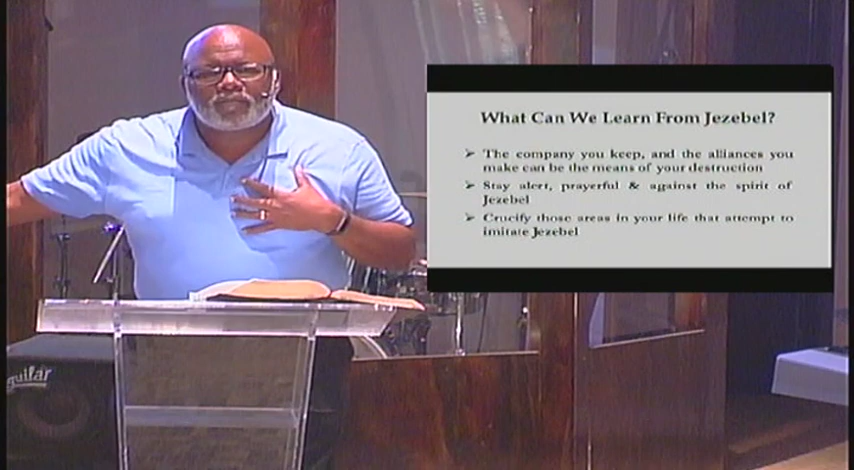 What Can We Learn From Jezebel?
➢ The company you keep, and the alliances you
make can be the means of your destruction
➢ Stay alert, prayerful & against the spirit of
Jezebel
➢ Crucify those areas in your life that attempt to
imitate Jezebel
aguilar